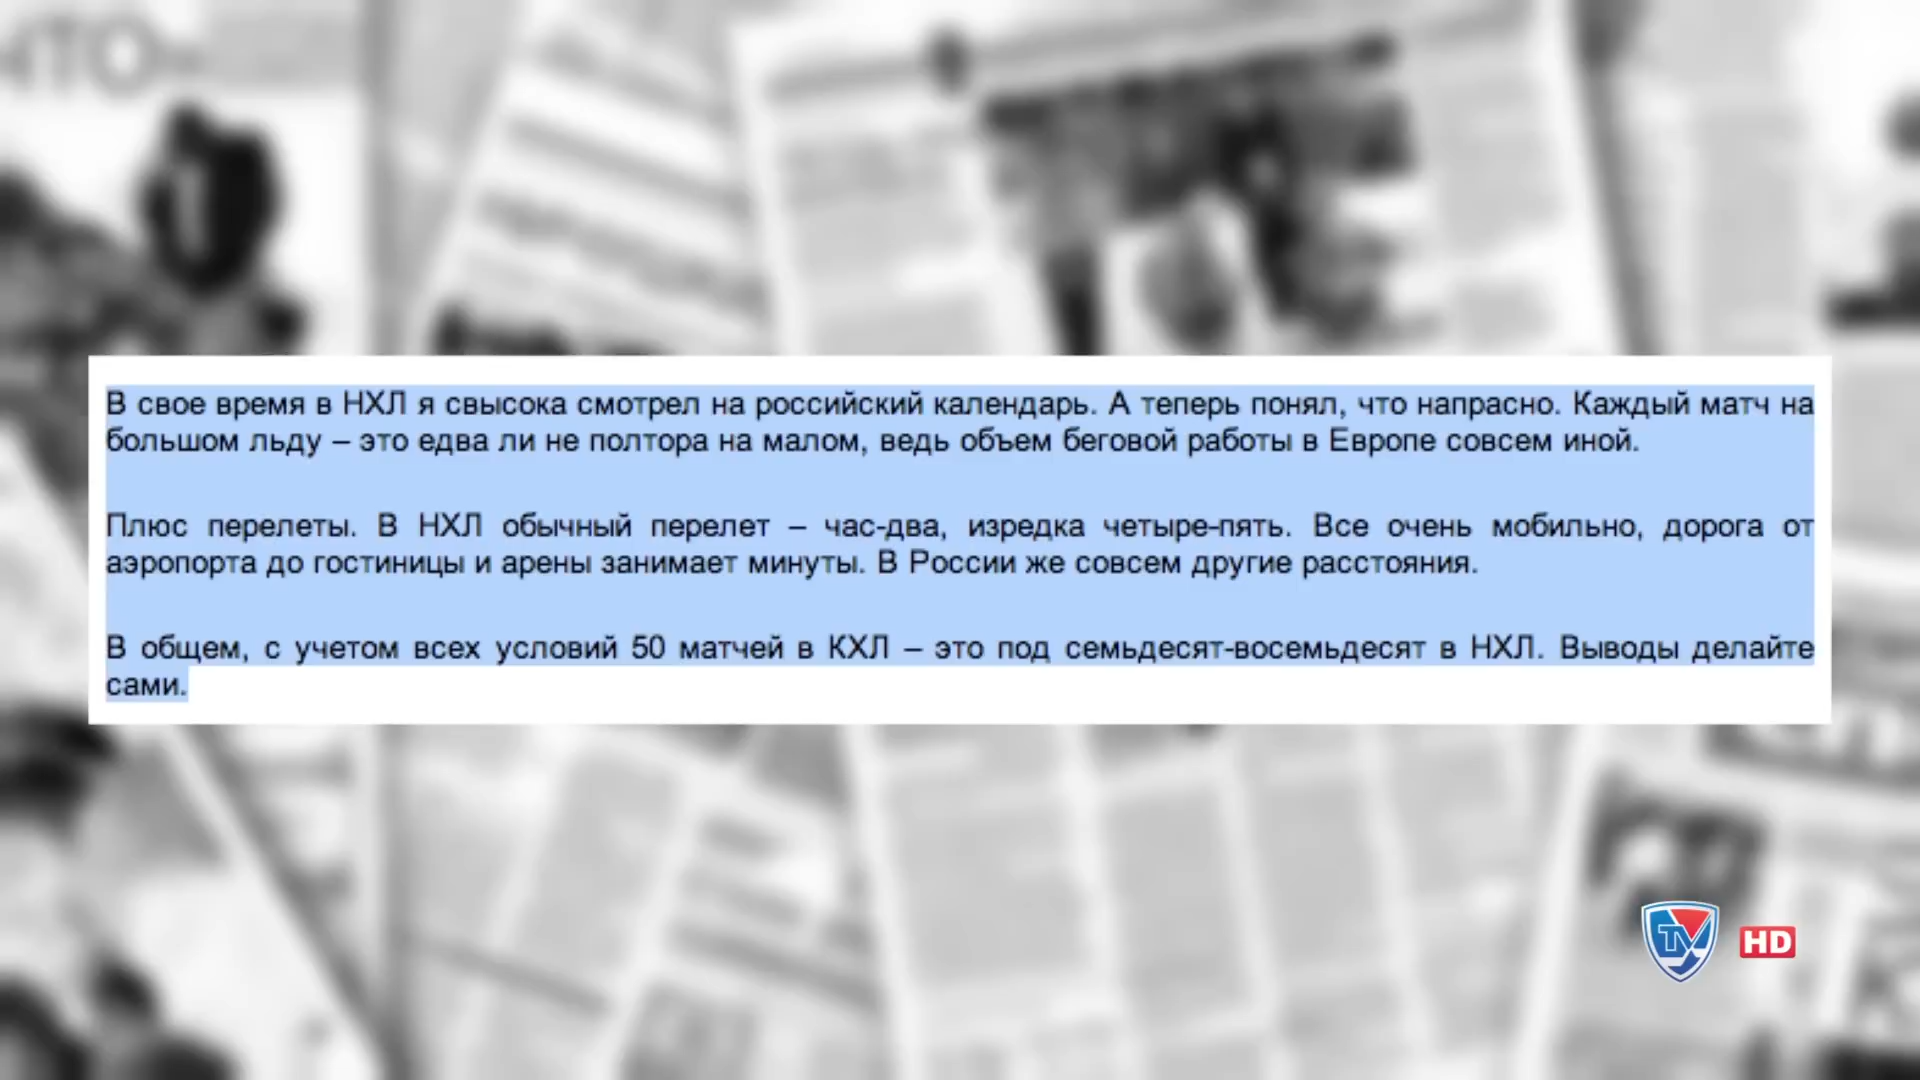 В свое время в НХЛ я свысока смотрел на российский календарь. А теперь понял, что напрасно. Каждый матч на
большом льду – это едва ли не полтора на малом, ведь объем беговой работы в Европе совсем иной.
Плюс перелеты. В НХЛ обычный перелет – час-два, изредка четыре-пять. Все очень мобильно, дорога от
аэропорта до гостиницы и арены занимает минуты. В России же совсем другие расстояния.
В общем, с учетом всех условий 50 матчей в КХЛ – это под семьдесят-восемьдесят в НХЛ. Выводы делайте
сами.
TV HD